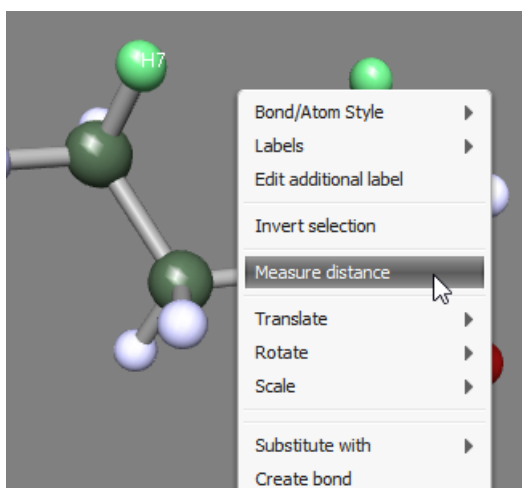 H7
Bond/Atom Style
Labels
Edit additional label
Invert selection
Measure distance
Translate
Rotate
Scale
Substitute with
Create bond